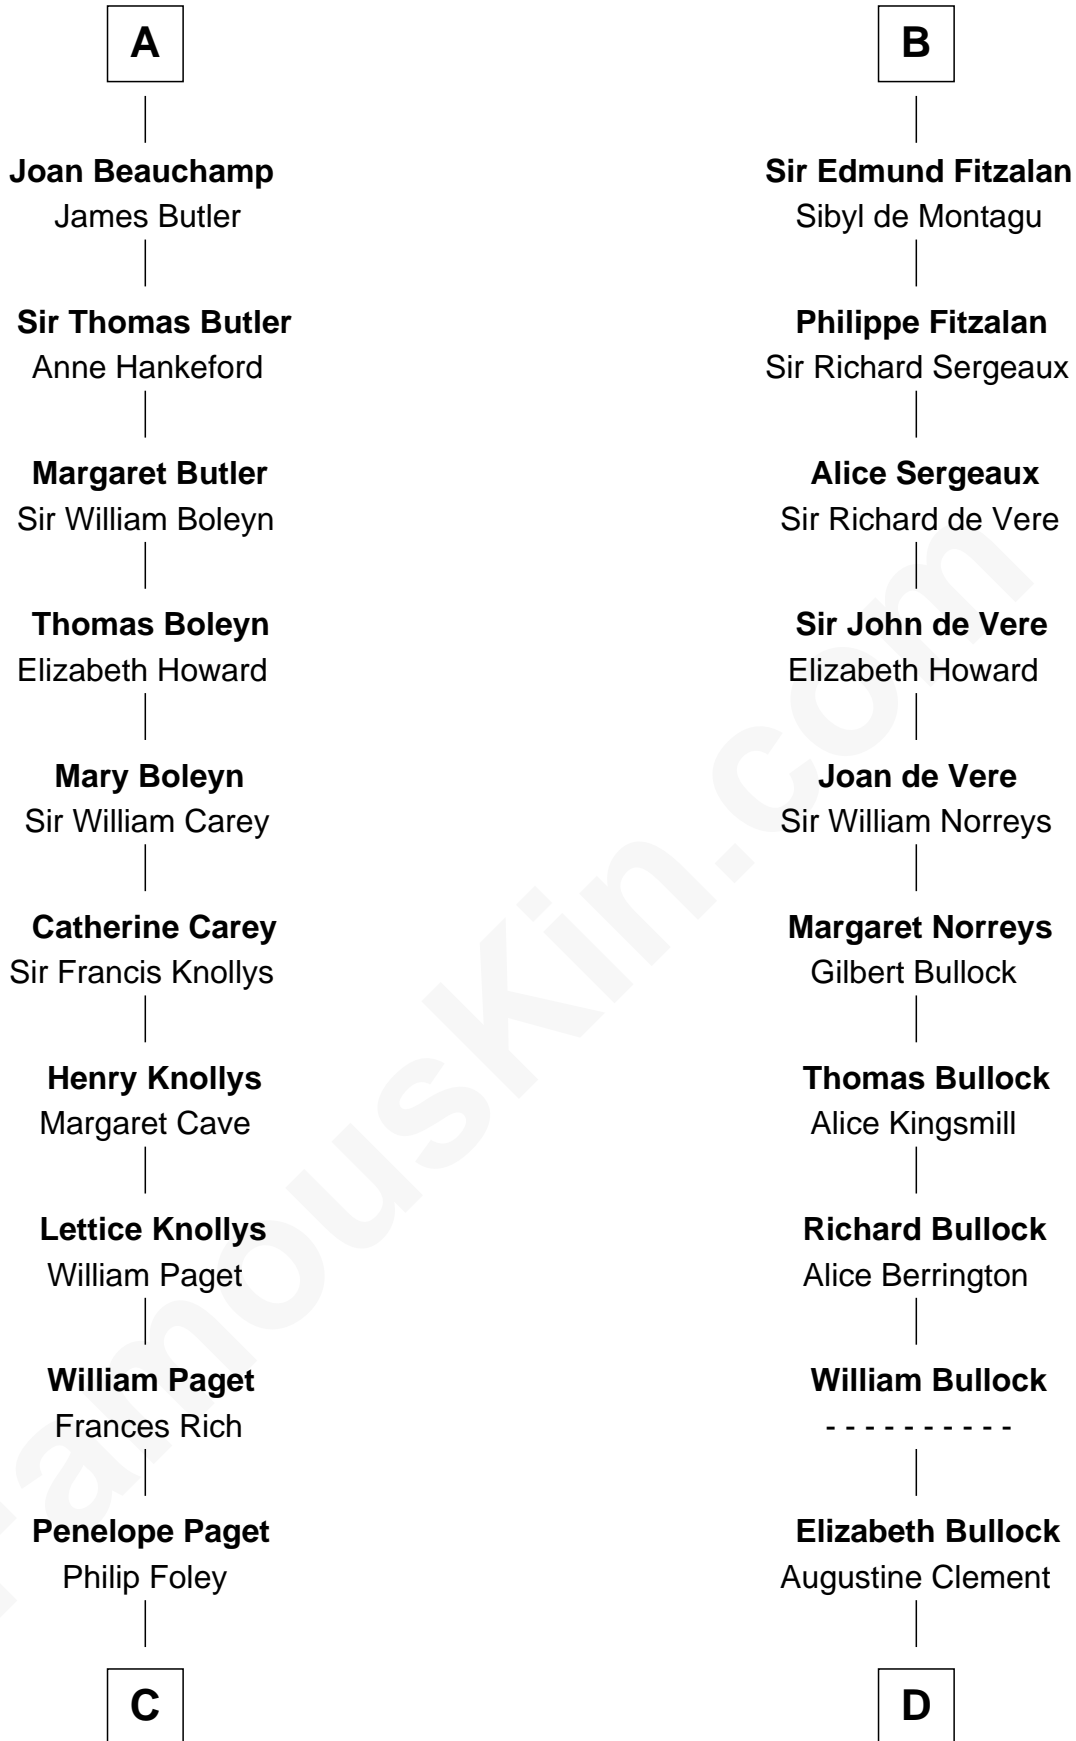 A
Joan Beauchamp
James Butler
Sir Thomas Butler
Anne Hankeford
Margaret Butler
Sir William Boleyn
Thomas Boleyn
Elizabeth Howard
Mary Boleyn
Sir William Carey
Catherine Carey
Sir Francis Knollys
Henry Knollys
Margaret Cave
Lettice Knollys
William Paget
William Paget
Frances Rich
Penelope Paget
Philip Foley
C
B
Sir Edmund Fitzalan
Sibyl de Montagu
Philippe Fitzalan
Sir Richard Sergeaux
Alice Sergeaux
Sir Richard de Vere
Sir John de Vere
Elizabeth Howard
Joan de Vere
Sir William Norreys
Margaret Norreys
Gilbert Bullock
Thomas Bullock
Alice Kingsmill
Richard Bullock
Alice Berrington
William Bullock
- - - - - - - - - -
Elizabeth Bullock
Augustine Clement
D
FamousKin.com